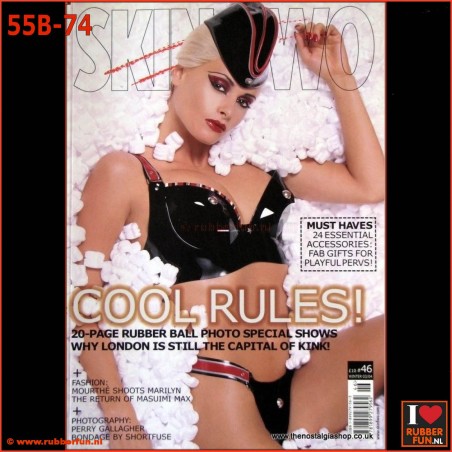 55B-74
SKIN TWO
MUST HAVES
24 ESSENTIAL
ACCESSORIES:
FAB GIFTS FOR
PLAYFUL PERVS!
COOL RULES!
20-PAGE RUBBER BALL PHOTO SPECIAL SHOWS
WHY LONDON IS STILL THE CAPITAL OF KINK!
+
FASHION:
MOURTHÉ SHOOTS MARILYN
THE RETURN OF MASUIMI MAX
+
PHOTOGRAPHY:
PERRY GALLAGHER
BONDAGE BY SHORTFUSE
#46
www.thenostalgiashop.co.uk
© www.rubberfun.nl
I
RUBBER
FUN.NL